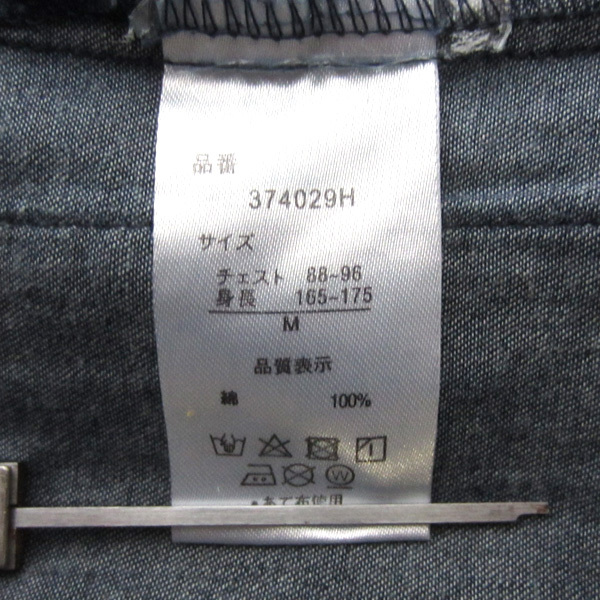 品番
374029H
サイズ
チェスト 88~96
身長 165~175
M
品質表示
綿 100%
W
•あて布使用